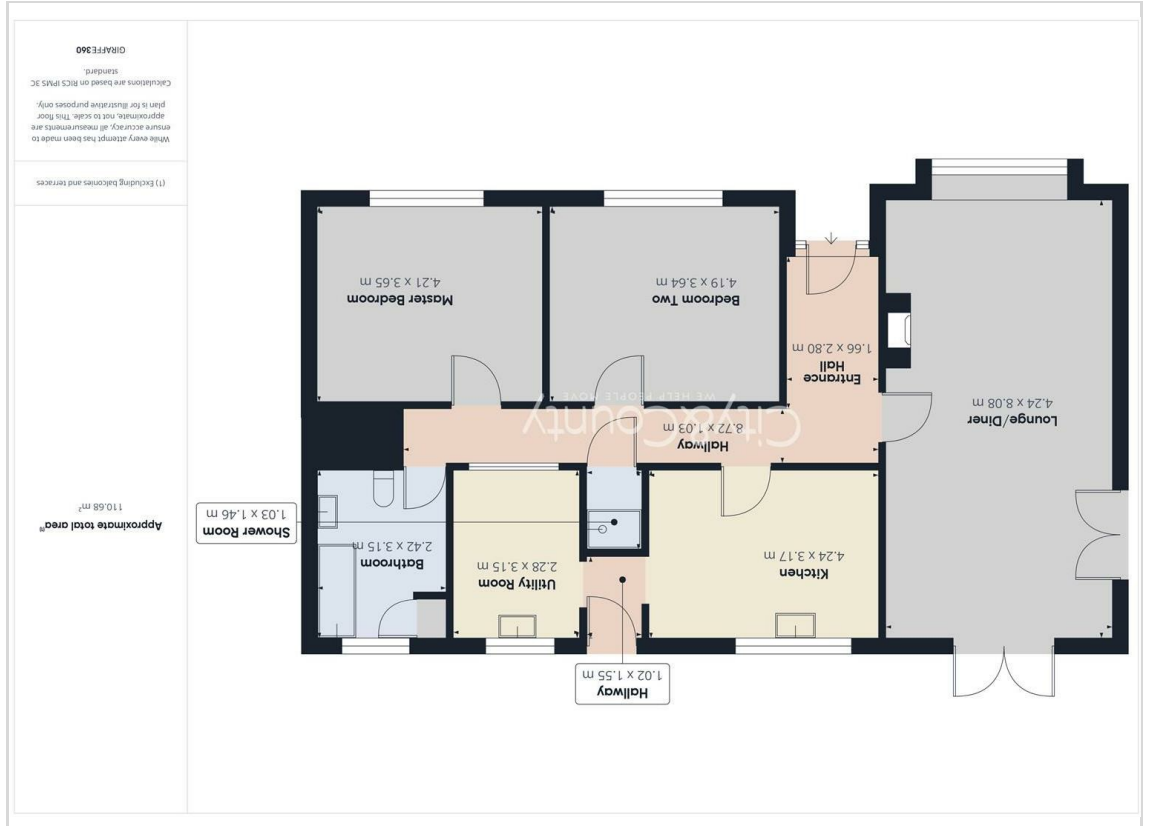 Hallway
1.02 x 1.55 m
Kitchen
4.24 x 3.17 m
Utility Room
2.28 x 3.15 m
Bathroom
2.42 x 3.15 m
Shower Room
1.03 x 1.46 m
Lounge/Diner
4.24 x 8.08 m
Hallway
8.72 x 1.03 m
City&County
WE HELP PEOPLE MOVE
Entrance
Hall
1.66 x 2.80 m
Bedroom Two
4.19 x 3.64 m
Master Bedroom
4.21 x 3.65 m
Approximate total area⁽¹⁾
110.68 m²
(1) Excluding balconies and terraces
While every attempt has been made to
ensure accuracy, all measurements are
approximate, not to scale. This floor
plan is for illustrative purposes only.
Calculations are based on RICS IPMS 3C
standard.
GIRAFFE360